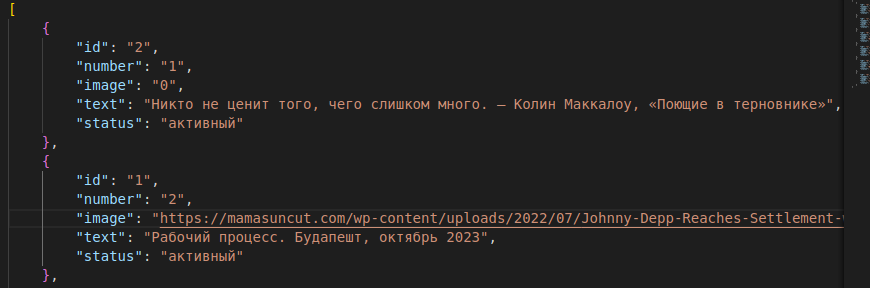 [
{
"id": "2",
"number": "1",
"image": "0",
"text": "Никто не ценит того, чего слишком много. — Колин Маккалоу, «Поющие в терновнике»",
"status": "активный"
},
{
"id": "1",
"number": "2",
"image": "https://mamasuncut.com/wp-content/uploads/2022/07/Johnny-Depp-Reaches-Settlement-
"text": "Рабочий процесс. Будапешт, октябрь 2023",
"status": "активный"
},